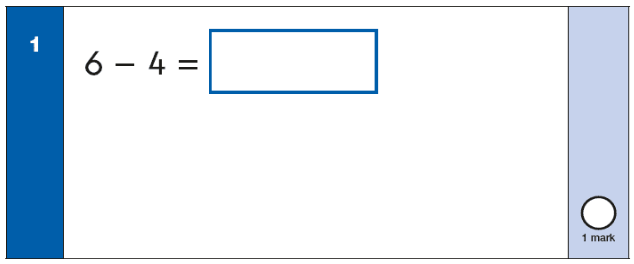 1
6 – 4 =
1 mark